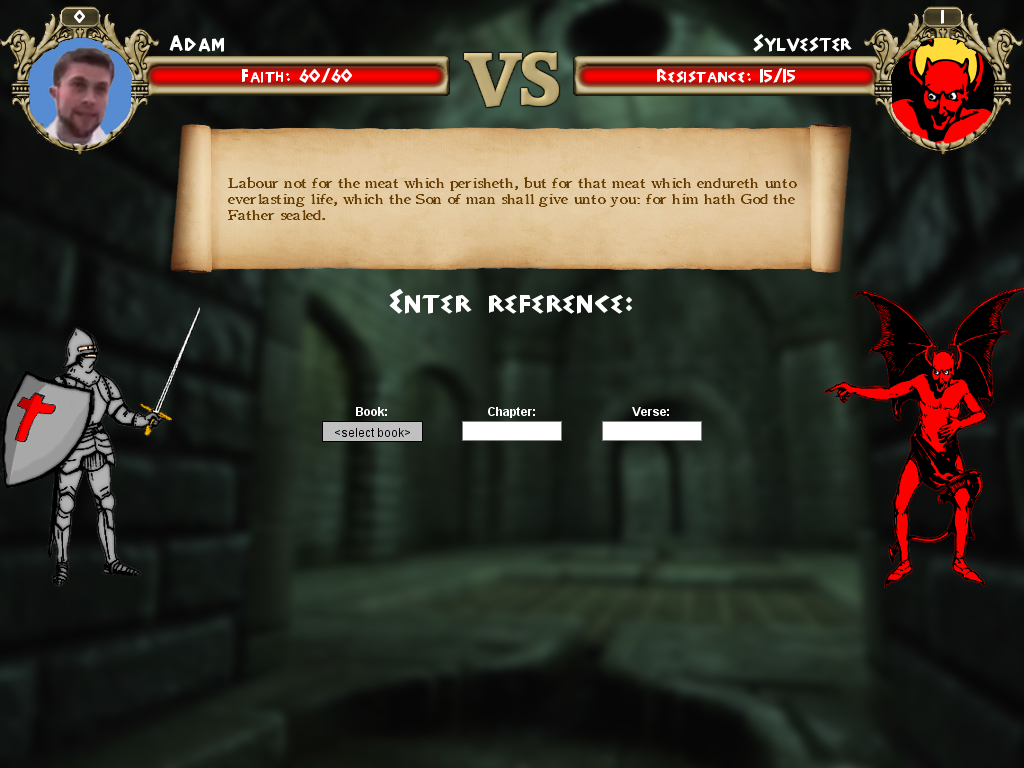 0
1
Adam
Sylvester
VS
Faith: 60/60
Resistance: 15/15
Labour not for the meat which perisheth, but for that meat which endureth unto
everlasting life, which the Son of man shall give unto you: for him hath God the
Father sealed.
Enter reference:
Book:
Chapter:
Verse:
<select book>